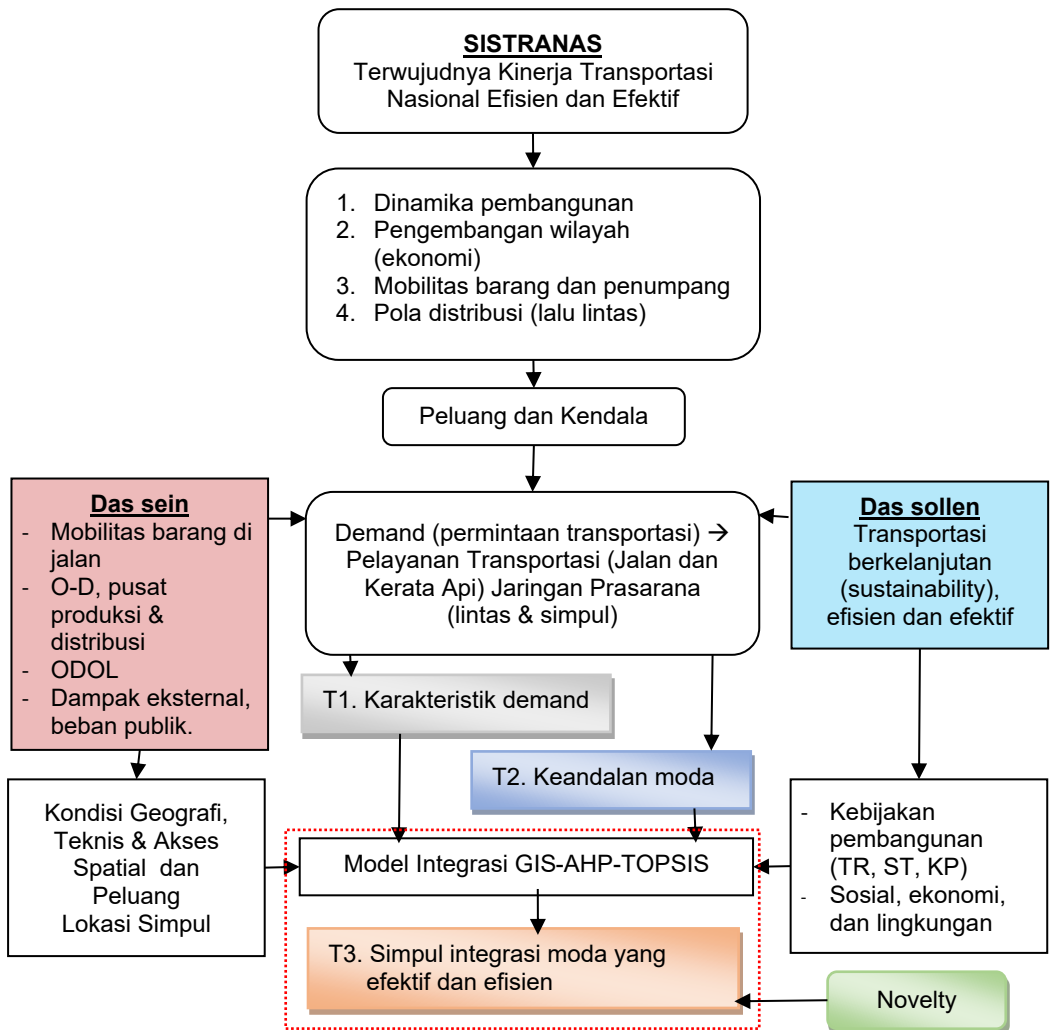 SISTRANAS
Terwujudnya Kinerja Transportasi
Nasional Efisien dan Efektif
1. Dinamika pembangunan
2. Pengembangan wilayah
(ekonomi)
3. Mobilitas barang dan penumpang
4. Pola distribusi (lalu lintas)
Peluang dan Kendala
Das sein
- Mobilitas barang di
jalan
- O-D, pusat
produksi &
distribusi
- ODOL
- Dampak eksternal,
beban publik.
Demand (permintaan transportasi) →
Pelayanan Transportasi (Jalan dan
Kerata Api) Jaringan Prasarana
(lintas & simpul)
Das sollen
Transportasi
berkelanjutan
(sustainability),
efisien dan efektif
T1. Karakteristik demand
T2. Keandalan moda
Kondisi Geografi,
Teknis & Akses
Spatial dan
Peluang
Lokasi Simpul
Model Integrasi GIS-AHP-TOPSIS
- Kebijakan
pembangunan
(TR, ST, KP)
- Sosial, ekonomi,
dan lingkungan
T3. Simpul integrasi moda yang
efektif dan efisien
Novelty